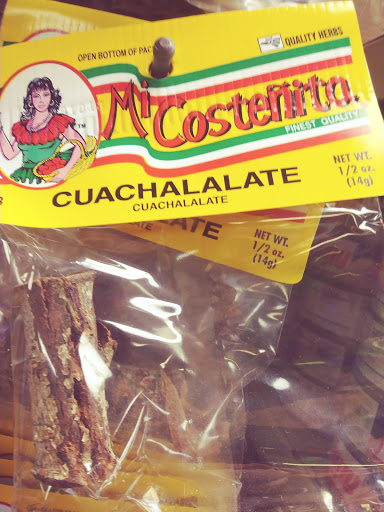 OPEN BOTTOM OF PAC
QUALITY HERBS
Mi Costeñita
FINEST QUALITY
NET WT.
1/2 oz.
(14g)
CUACHALALATE
CUACHALALATE
NET WT.
1/2 oz.
(14g)